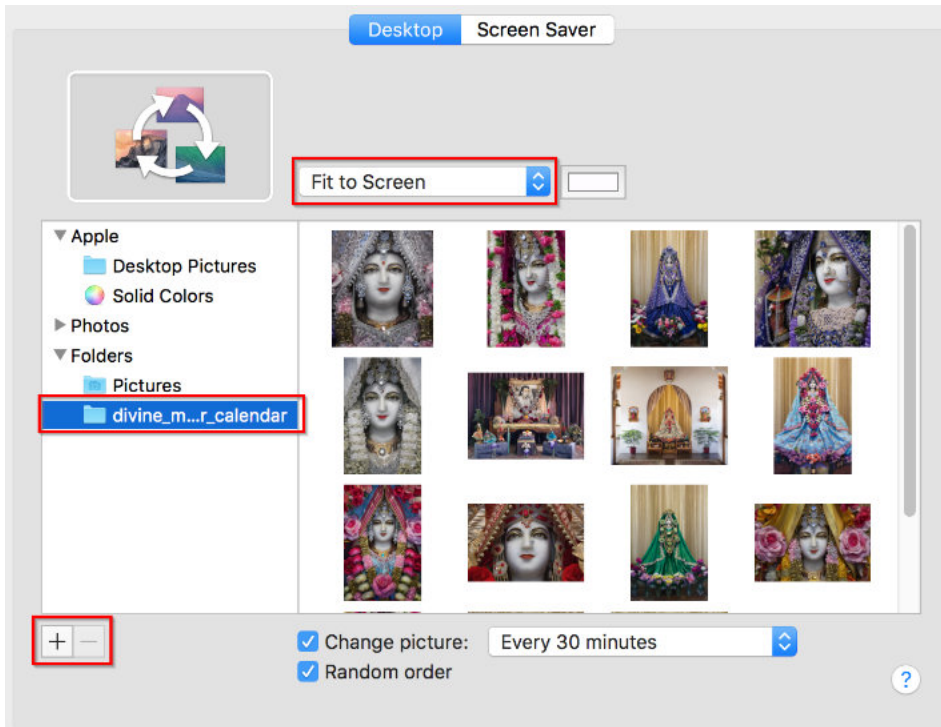 Desktop
Screen Saver
Fit to Screen
Apple
Desktop Pictures
Solid Colors
Photos
Folders
Pictures
divine_m...r_calendar
+
−
Change picture:
Every 30 minutes
Random order
?